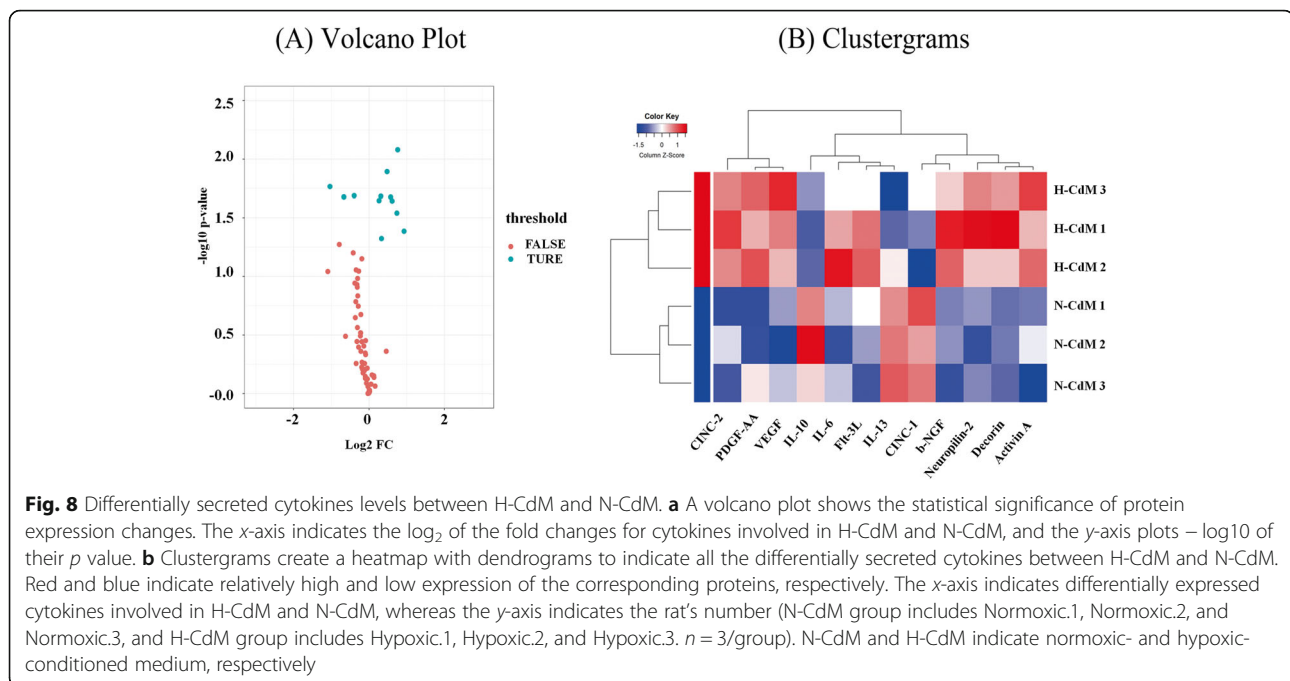 (A) Volcano Plot
2.5
2.0
1.5
1.0
0.5
-0.0
-log10 p-value
-2
0
2
Log2 FC
threshold
FALSE
TURE
(B) Clustergrams
Color Key
-1.5
0
1
Column Z-Score
H-CdM 3
H-CdM 1
H-CdM 2
N-CdM 1
N-CdM 2
N-CdM 3
CINC-2
PDGF-AA
VEGF
IL-10
IL-6
Flt-3L
IL-13
CINC-1
b-NGF
Neuropilin-2
Decorin
Activin A
Fig. 8 Differentially secreted cytokines levels between H-CdM and N-CdM. a A volcano plot shows the statistical significance of protein
expression changes. The x-axis indicates the log2 of the fold changes for cytokines involved in H-CdM and N-CdM, and the y-axis plots − log10 of
their p value. b Clustergrams create a heatmap with dendrograms to indicate all the differentially secreted cytokines between H-CdM and N-CdM.
Red and blue indicate relatively high and low expression of the corresponding proteins, respectively. The x-axis indicates differentially expressed
cytokines involved in H-CdM and N-CdM, whereas the y-axis indicates the rat's number (N-CdM group includes Normoxic.1, Normoxic.2, and
Normoxic.3, and H-CdM group includes Hypoxic.1, Hypoxic.2, and Hypoxic.3. n = 3/group). N-CdM and H-CdM indicate normoxic- and hypoxic-
conditioned medium, respectively